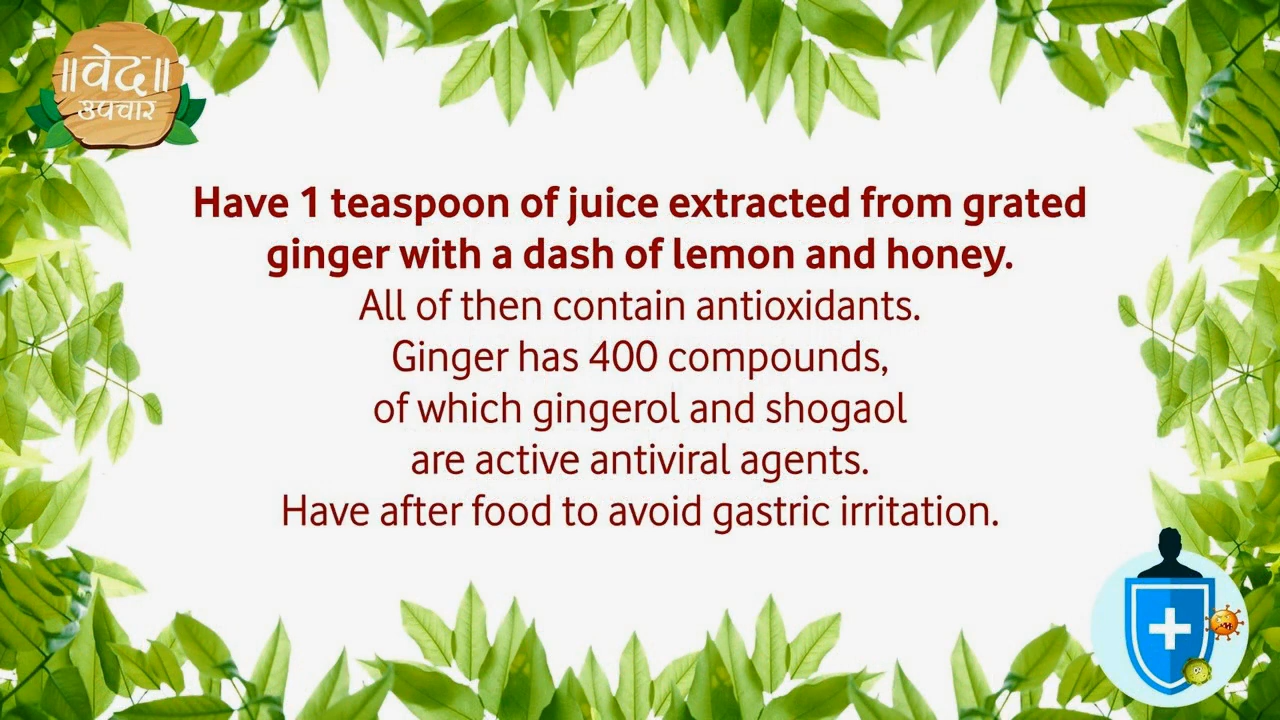 ॥वेद॥
उपचार
Have 1 teaspoon of juice extracted from grated
ginger with a dash of lemon and honey.
All of then contain antioxidants.
Ginger has 400 compounds,
of which gingerol and shogaol
are active antiviral agents.
Have after food to avoid gastric irritation.